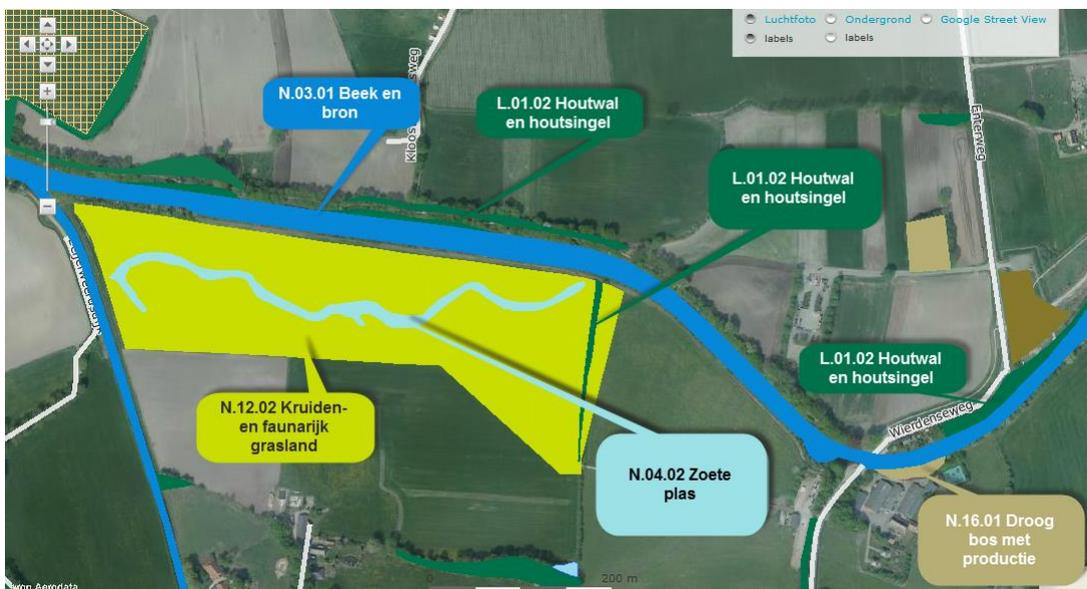 Luchtfoto Ondergrond Google Street View
labels labels
N.03.01 Beek en
bron
L.01.02 Houtwal
en houtsingel
L.01.02 Houtwal
en houtsingel
Enterweg
L.01.02 Houtwal
en houtsingel
Wierdenseweg
N.12.02 Kruiden-
en faunarijk
grasland
N.04.02 Zoete
plas
N.16.01 Droog
bos met
productie
0 200 m
Aerodata